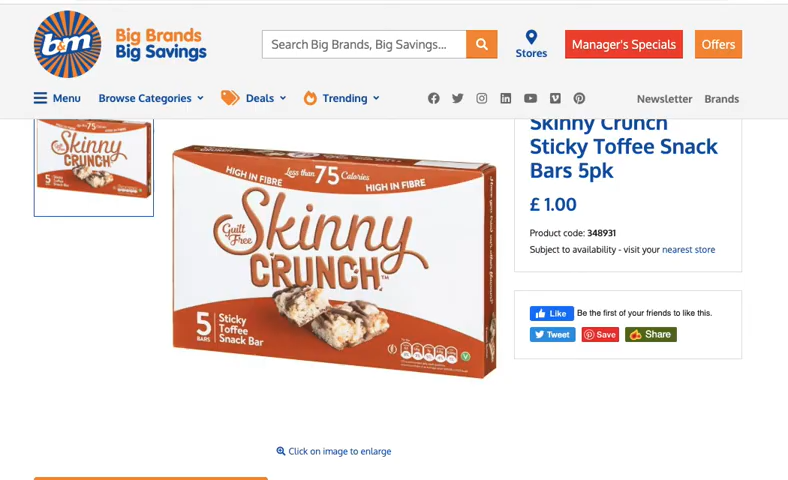 b&m
Big Brands
Big Savings
Search Big Brands, Big Savings...
Stores
Manager's Specials
Offers
Menu
Browse Categories
Deals
Trending
Newsletter
Brands
Skinny
CRUNCH
5
Skinny Crunch
Sticky Toffee Snack
Bars 5pk
£ 1.00
Product code: 348931
Subject to availability - visit your nearest store
HIGH IN FIBRE
Less than 75 Calories
HIGH IN FIBRE
Guilt
Free
Skinny
CRUNCH™
5
BARS
Sticky
Toffee
Snack Bar
Like
Be the first of your friends to like this.
Tweet
Save
Share
Click on image to enlarge